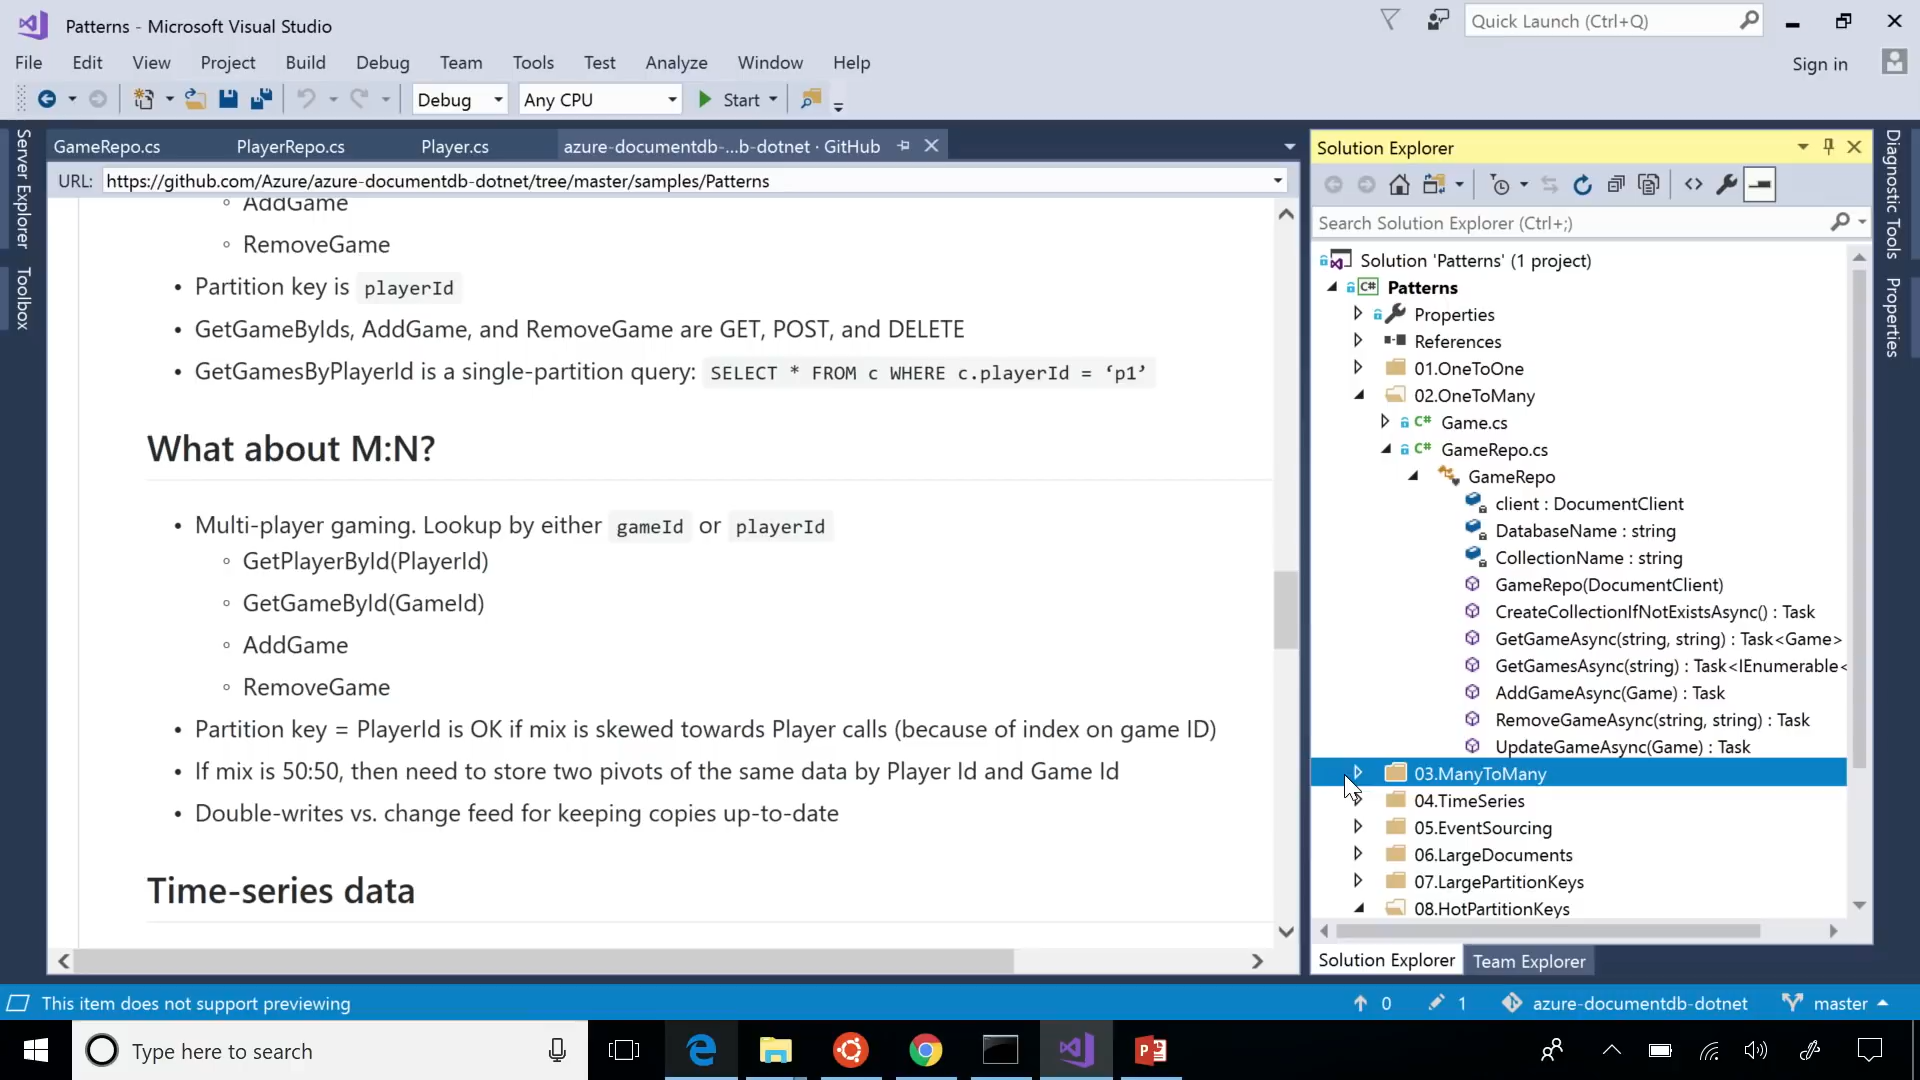 Patterns - Microsoft Visual Studio
Quick Launch (Ctrl+Q)
File Edit View Project Build Debug Team Tools Test Analyze Window Help
Sign in
Debug
Any CPU
Start
Server Explorer
Toolbox
GameRepo.cs
PlayerRepo.cs
Player.cs
azure-documentdb-...b-dotnet · GitHub
URL: https://github.com/Azure/azure-documentdb-dotnet/tree/master/samples/Patterns
◦ AddGame
◦ RemoveGame
• Partition key is playerId
• GetGameByIds, AddGame, and RemoveGame are GET, POST, and DELETE
• GetGamesByPlayerId is a single-partition query: SELECT * FROM c WHERE c.playerId = ‘p1’
What about M:N?
• Multi-player gaming. Lookup by either gameId or playerId
◦ GetPlayerById(PlayerId)
◦ GetGameById(GameId)
◦ AddGame
◦ RemoveGame
• Partition key = PlayerId is OK if mix is skewed towards Player calls (because of index on game ID)
• If mix is 50:50, then need to store two pivots of the same data by Player Id and Game Id
• Double-writes vs. change feed for keeping copies up-to-date
Time-series data
Solution Explorer
Search Solution Explorer (Ctrl+;)
Solution 'Patterns' (1 project)
C# Patterns
Properties
References
01.OneToOne
02.OneToMany
C# Game.cs
C# GameRepo.cs
GameRepo
client : DocumentClient
DatabaseName : string
CollectionName : string
GameRepo(DocumentClient)
CreateCollectionIfNotExistsAsync() : Task
GetGameAsync(string, string) : Task<Game>
GetGamesAsync(string) : Task<IEnumerable<
AddGameAsync(Game) : Task
RemoveGameAsync(string, string) : Task
UpdateGameAsync(Game) : Task
03.ManyToMany
04.TimeSeries
05.EventSourcing
06.LargeDocuments
07.LargePartitionKeys
08.HotPartitionKeys
Solution Explorer
Team Explorer
Diagnostic Tools
Properties
This item does not support previewing
0
1
azure-documentdb-dotnet
master
Type here to search